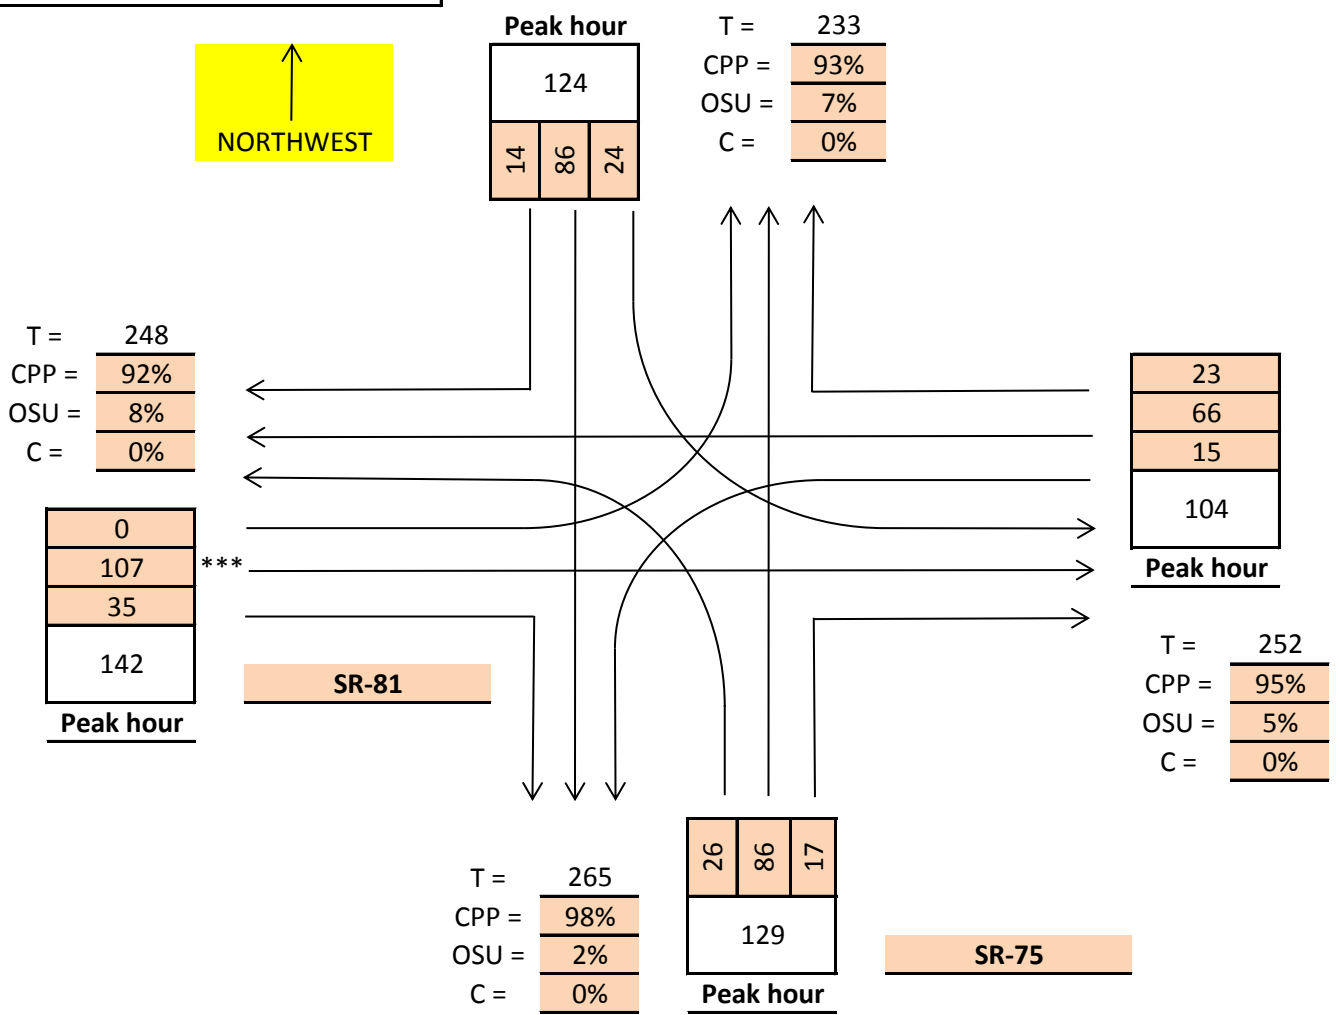 Peak hour
124
14 86 24
T = 233
CPP = 93%
OSU = 7%
C = 0%
NORTHWEST
T = 248
CPP = 92%
OSU = 8%
C = 0%
0
107 ***
35
142
Peak hour
SR-81
23
66
15
104
Peak hour
T = 252
CPP = 95%
OSU = 5%
C = 0%
T = 265
CPP = 98%
OSU = 2%
C = 0%
26 86 17
129
Peak hour
SR-75